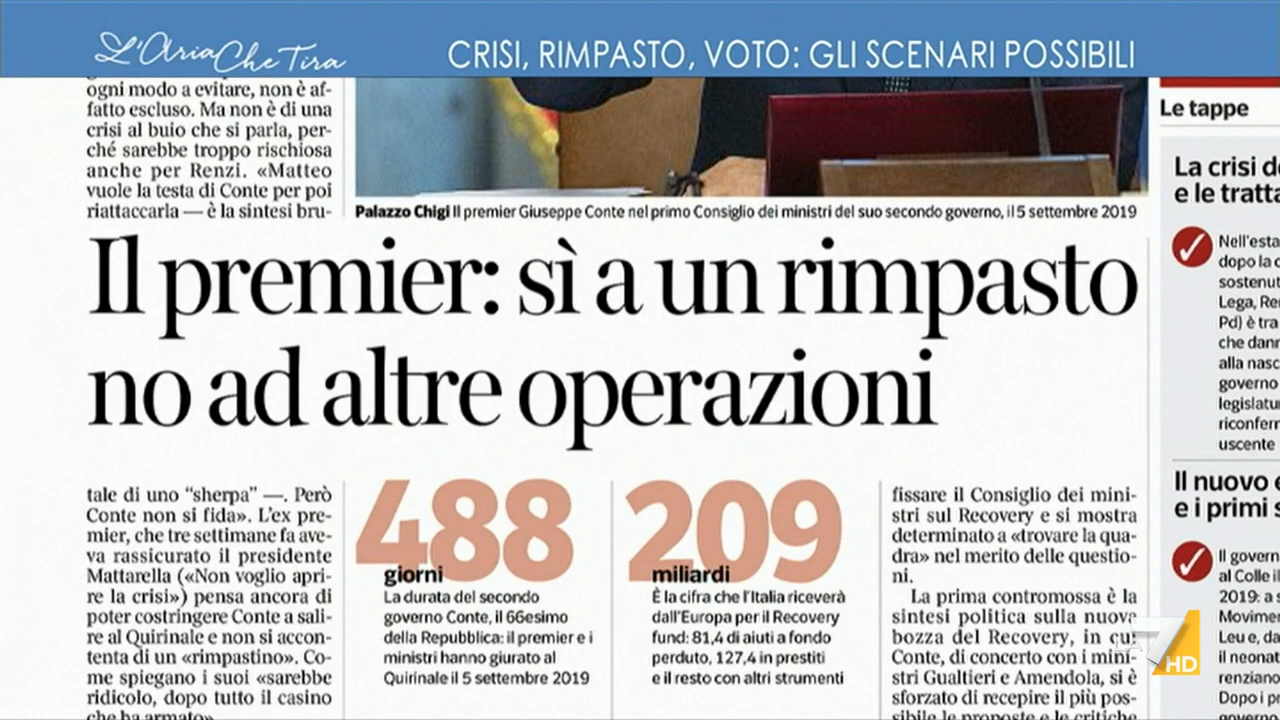 L'Aria Che Tira
CRISI, RIMPASTO, VOTO: GLI SCENARI POSSIBILI
ogni modo a evitare, non è af-
fatto escluso. Ma non è di una
crisi al buio che si parla, per-
ché sarebbe troppo rischiosa
anche per Renzi. «Matteo
vuole la testa di Conte per poi
riattaccarla — è la sintesi bru-
Palazzo Chigi Il premier Giuseppe Conte nel primo Consiglio dei ministri del suo secondo governo, il 5 settembre 2019
Il premier: sì a un rimpasto
no ad altre operazioni
tale di uno "sherpa" —. Però
Conte non si fida». L'ex pre-
mier, che tre settimane fa ave-
va rassicurato il presidente
Mattarella («Non voglio apri-
re la crisi») pensa ancora di
poter costringere Conte a sali-
re al Quirinale e non si accon-
tenta di un «rimpastino». Co-
me spiegano i suoi «sarebbe
ridicolo, dopo tutto il casino
che ha armato».
488
giorni
La durata del secondo
governo Conte, il 66esimo
della Repubblica: il premier e i
ministri hanno giurato al
Quirinale il 5 settembre 2019
209
miliardi
È la cifra che l'Italia riceverà
dall'Europa per il Recovery
fund: 81,4 di aiuti a fondo
perduto, 127,4 in prestiti
e il resto con altri strumenti
fissare il Consiglio dei mini-
stri sul Recovery e si mostra
determinato a «trovare la qua-
dra» nel merito delle questio-
ni.
La prima contromossa è la
sintesi politica sulla nuova
bozza del Recovery, in cui
Conte, di concerto con i mini-
stri Gualtieri e Amendola, si è
sforzato di recepire il più pos-
sibile le proposte e le critiche
Le tappe
La crisi d
e le tratta
Nell'esta
dopo la c
sostenut
Lega, Re
Pd) è tra
che dann
alla nasc
governo
legislatu
riconferm
uscente
Il nuovo e
e i primi s
Il govern
al Colle il
2019: a s
Movime
Leu e, da
il neonat
renziano
Dopo i p
governo
LA7 HD